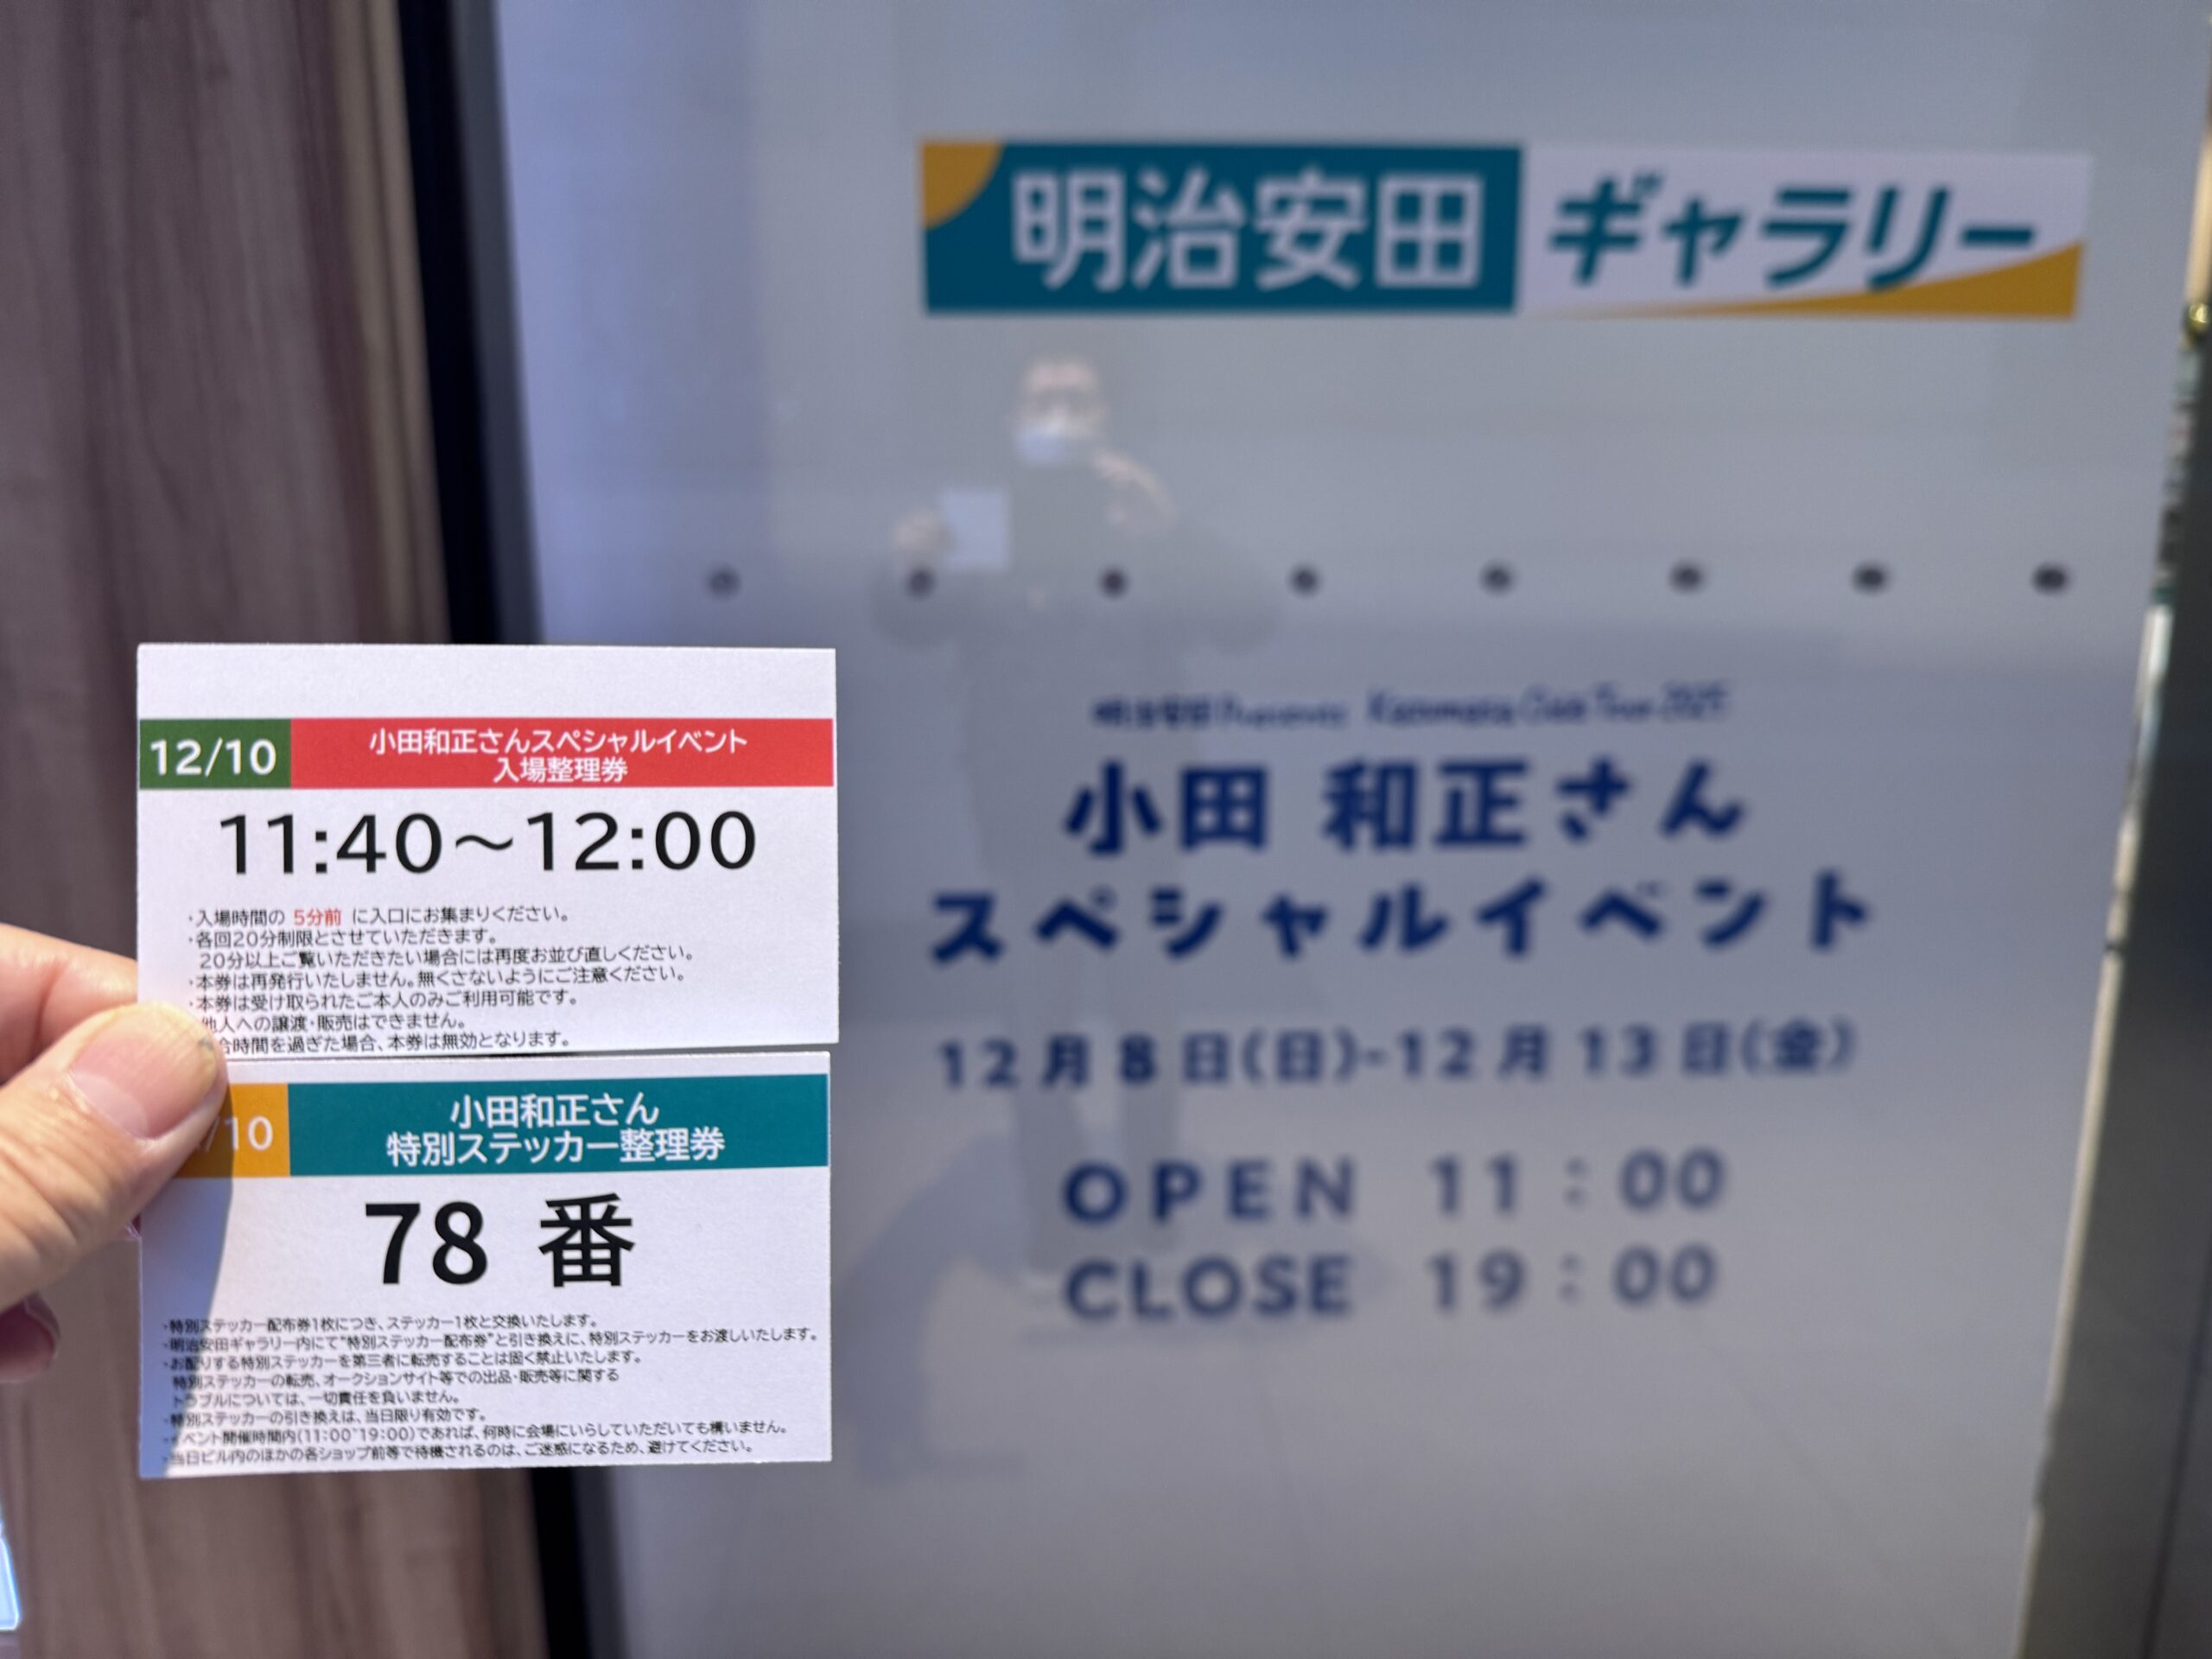 明治安田ギャラリー
明治安田 Presents Kazumasa Oda Tour 2025
小田 和正さん
スペシャルイベント
12月8日(日)-12月13日(金)
OPEN 11:00
CLOSE 19:00
12/10
小田和正さんスペシャルイベント
入場整理券
11:40～12:00
・入場時間の 5分前 に入口にお集まりください。
・各回20分制限とさせていただきます。
20分以上ご覧いただきたい場合には再度お並び直しください。
・本券は再発行いたしません。無くさないようにご注意ください。
・本券は受け取られたご本人のみご利用可能です。
他人への譲渡・販売はできません。
合時間を過ぎた場合、本券は無効となります。
/10
小田和正さん
特別ステッカー整理券
78 番
・特別ステッカー配布券1枚につき、ステッカー1枚と交換いたします。
・明治安田ギャラリー内にて"特別ステッカー配布券"と引き換えに、特別ステッカーをお渡しいたします。
・お配りする特別ステッカーを第三者に転売することは固く禁止いたします。
特別ステッカーの転売、オークションサイト等での出品・販売等に関する
トラブルについては、一切責任を負いません。
・特別ステッカーの引き換えは、当日限り有効です。
・イベント開催時間内(11:00~19:00)であれば、何時に会場にいらしていただいても構いません。
・当日ビル内のほかの各ショップ前等で待機されるのは、ご迷惑になるため、避けてください。